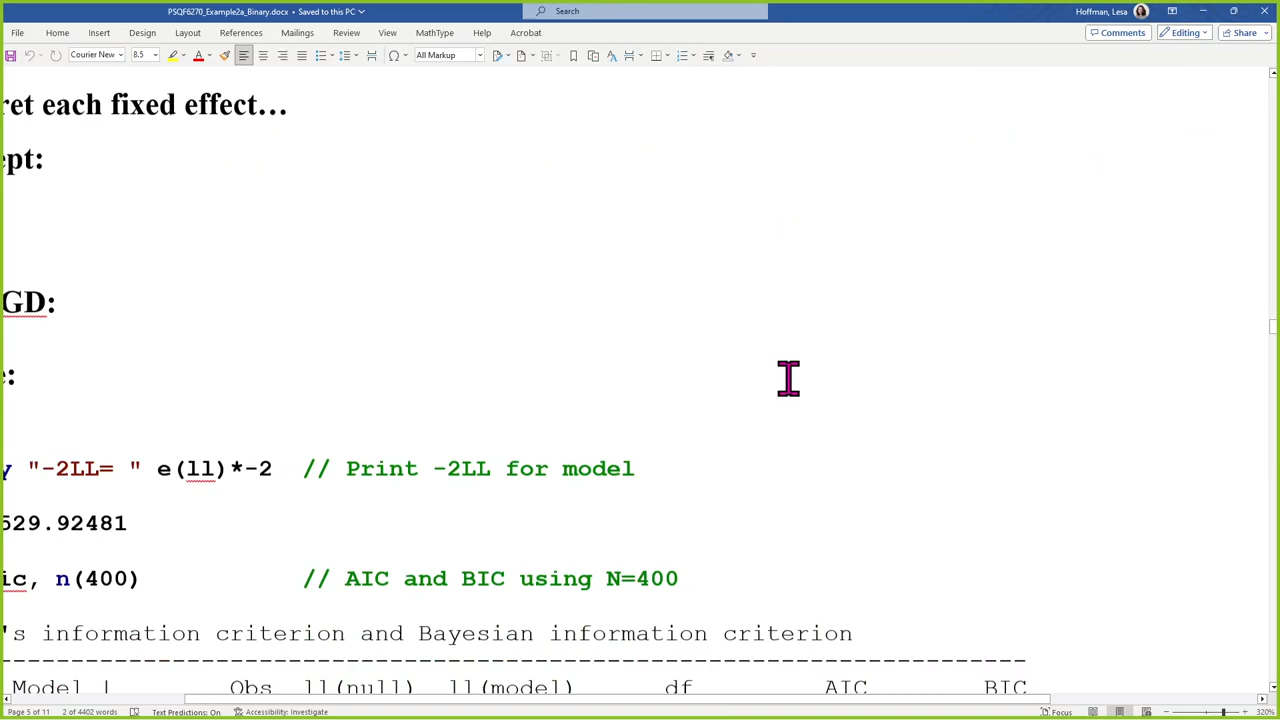 PSQF6270_Example2a_Binary.docx • Saved to this PC
Search
Hoffman, Lesa
File Home Insert Design Layout References Mailings Review View MathType Help Acrobat
Comments Editing Share
Courier New 8.5 All Markup
ret each fixed effect…
ept:
GD:
e:
y "-2LL= " e(ll)*-2 // Print -2LL for model
529.92481
ic, n(400) // AIC and BIC using N=400
's information criterion and Bayesian information criterion
Model | Obs ll(null) ll(model) df AIC BIC
Page 5 of 11 2 of 4402 words Text Predictions: On Accessibility: Investigate Focus 320%